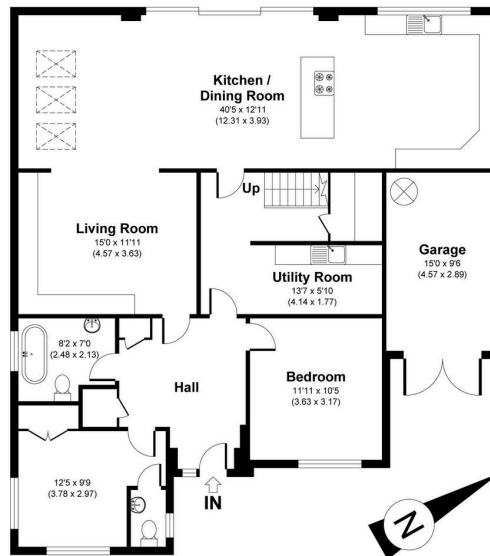 Kitchen /
Dining Room
40'5 x 12'11
(12.31 x 3.93)
Up
Living Room
15'0 x 11'11
(4.57 x 3.63)
Garage
15'0 x 9'6
(4.57 x 2.89)
Utility Room
13'7 x 5'10
(4.14 x 1.77)
8'2 x 7'0
(2.48 x 2.13)
Hall
Bedroom
11'11 x 10'5
(3.63 x 3.17)
12'5 x 9'9
(3.78 x 2.97)
IN
N